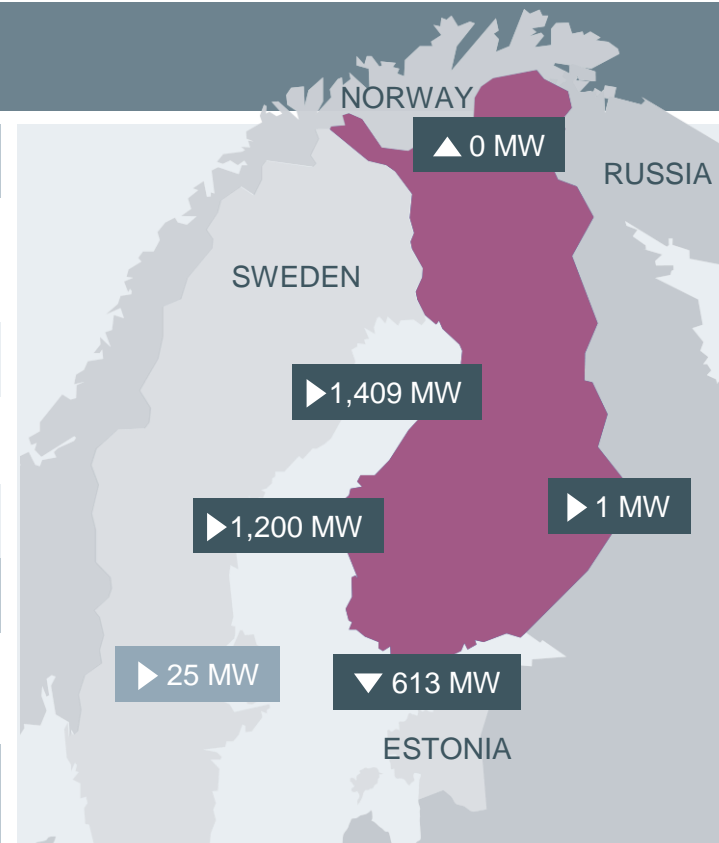 NORWAY
▲ 0 MW
RUSSIA
SWEDEN
▶1,409 MW
▶1,200 MW
▶ 1 MW
▶ 25 MW
▼ 613 MW
ESTONIA